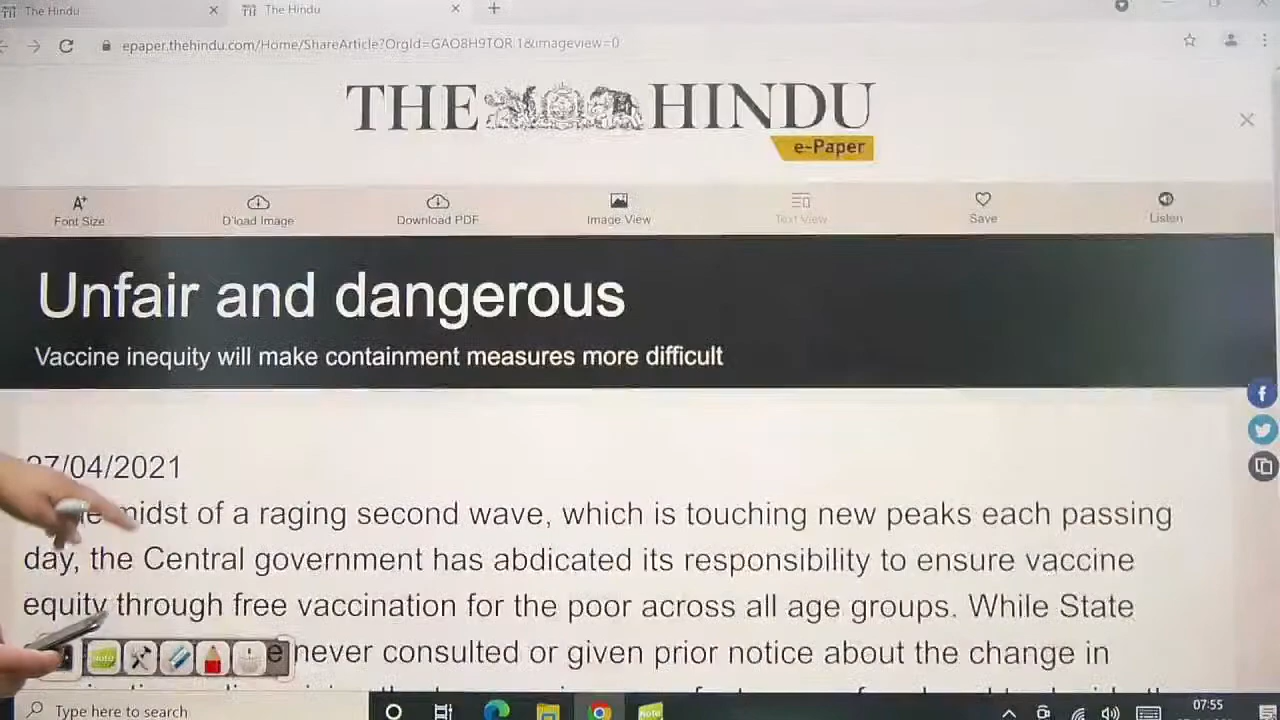 The Hindu
The Hindu
epaper.thehindu.com/Home/ShareArticle?OrgId=GAO8H9TQR.1&imageview=0
THE HINDU
e-Paper
A+
Font Size
D'load Image
Download PDF
Image View
Text View
Save
Listen
Unfair and dangerous
Vaccine inequity will make containment measures more difficult
27/04/2021
midst of a raging second wave, which is touching new peaks each passing
day, the Central government has abdicated its responsibility to ensure vaccine
equity through free vaccination for the poor across all age groups. While State
never consulted or given prior notice about the change in
Type here to search
07:55